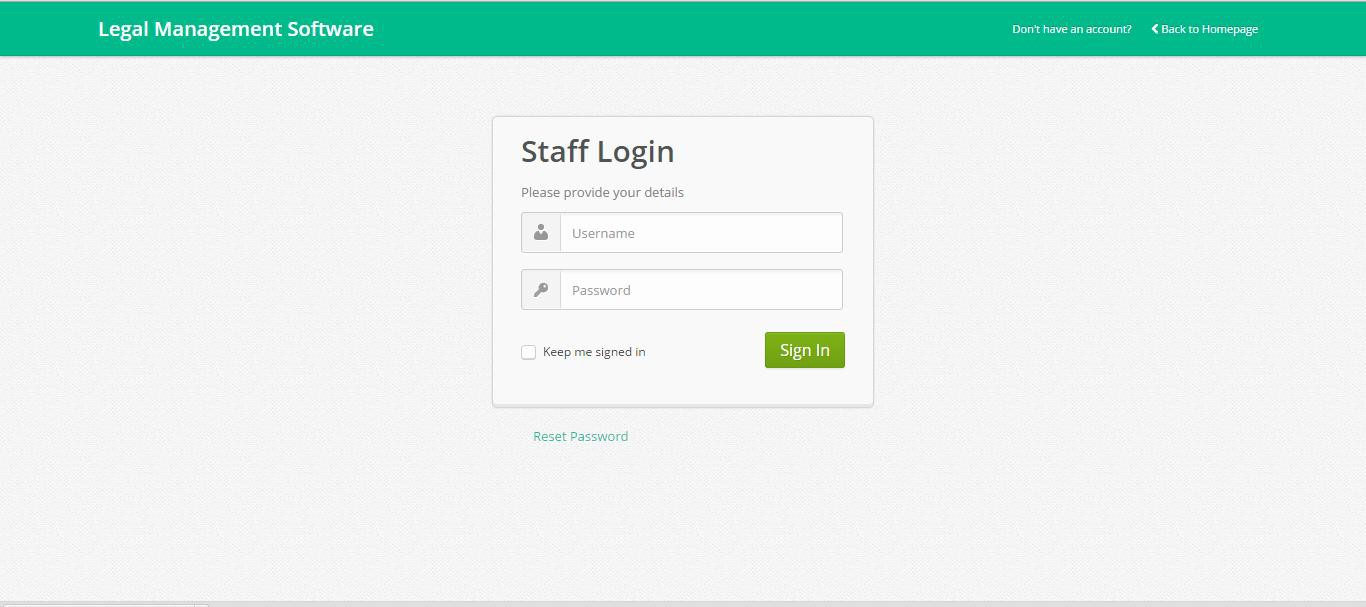 Legal Management Software
Don't have an account?
Back to Homepage
Staff Login
Please provide your details
Username
Password
Keep me signed in
Sign In
Reset Password